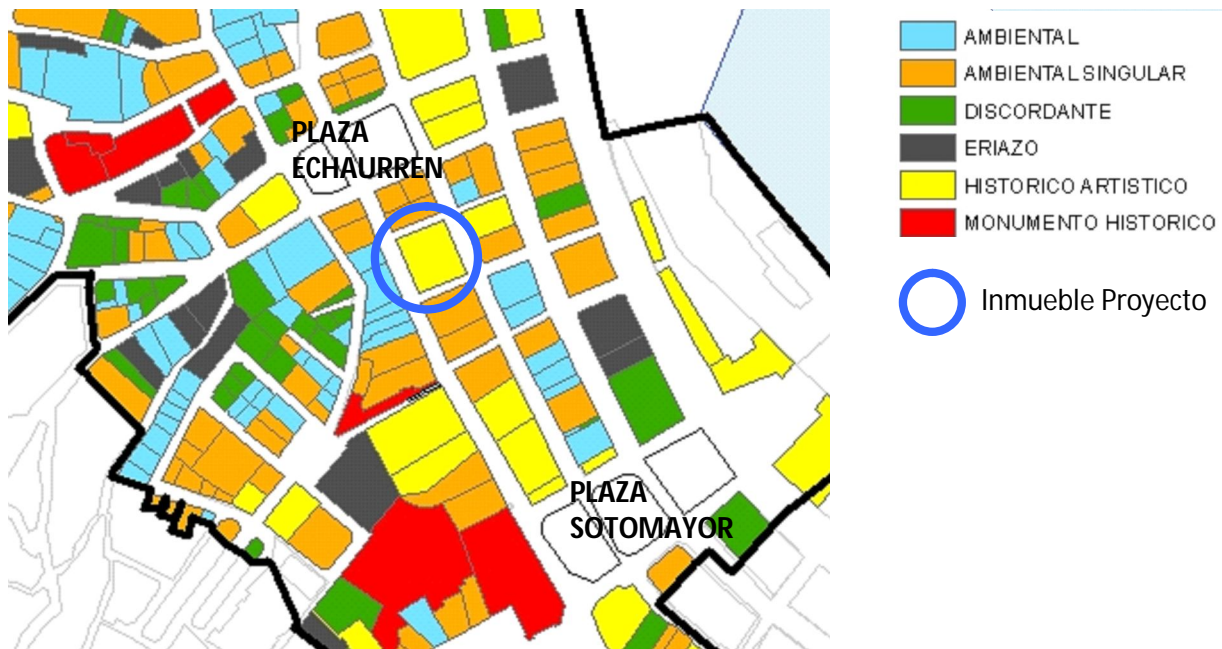 PLAZA
ECHAURREN
PLAZA
SOTOMAYOR
AMBIENTAL
AMBIENTAL SINGULAR
DISCORDANTE
ERIAZO
HISTORICO ARTISTICO
MONUMENTO HISTORICO
Inmueble Proyecto